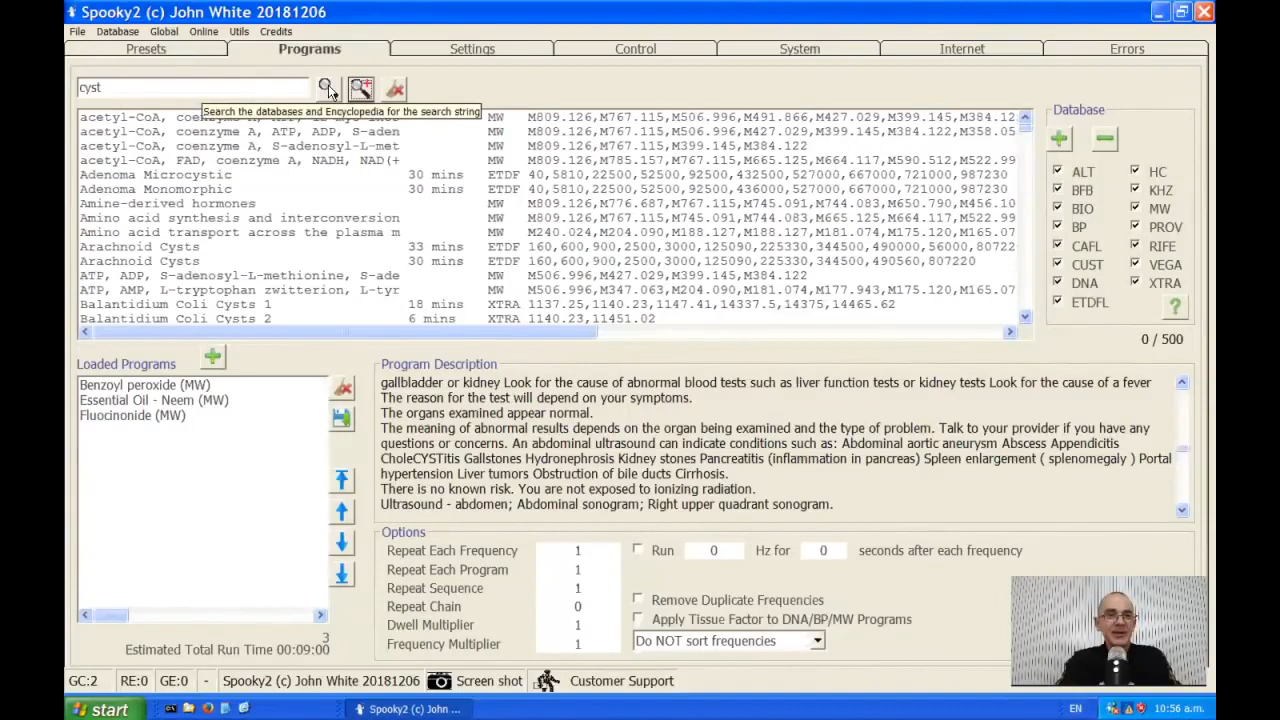 Spooky2 (c) John White 20181206
File Database Global Online Utils Credits
Presets Programs Settings Control System Internet Errors
cyst
Search the databases and Encyclopedia for the search string
acetyl-CoA, MW M809.126,M767.115,M506.996,M491.866,M427.029,M399.145,M384.12
acetyl-CoA, coenzyme A, ATP, ADP, S-aden MW M809.126,M767.115,M506.996,M427.029,M399.145,M384.122,M358.05
acetyl-CoA, coenzyme A, S-adenosyl-L-met MW M809.126,M767.115,M399.145,M384.122
acetyl-CoA, FAD, coenzyme A, NADH, NAD(+ MW M809.126,M785.157,M767.115,M665.125,M664.117,M590.512,M522.99
Adenoma Microcystic 30 mins ETDF 40,5810,22500,52500,92500,432500,527000,667000,721000,987230
Adenoma Monomorphic 30 mins ETDF 40,5810,22500,52500,92500,436000,527000,667000,721000,987230
Amine-derived hormones MW M809.126,M776.687,M767.115,M745.091,M744.083,M650.790,M456.10
Amino acid synthesis and interconversion MW M809.126,M767.115,M745.091,M744.083,M665.125,M664.117,M506.99
Amino acid transport across the plasma m MW M240.024,M204.090,M188.127,M188.127,M181.074,M175.120,M165.07
Arachnoid Cysts 33 mins ETDF 160,600,900,2500,3000,125090,225330,344500,490000,56000,807220
Arachnoid Cysts 30 mins ETDF 160,600,900,2500,3000,125090,225330,344500,490560,807220
ATP, ADP, S-adenosyl-L-methionine, S-ade MW M506.996,M427.029,M399.145,M384.122
ATP, AMP, L-tryptophan zwitterion, L-tyr MW M506.996,M347.063,M204.090,M181.074,M177.943,M175.120,M165.07
Balantidium Coli Cysts 1 18 mins XTRA 1137.25,1140.23,1147.41,14337.5,14375,14465.62
Balantidium Coli Cysts 2 6 mins XTRA 1140.23,11451.02
Database
ALT HC
BFB KHZ
BIO MW
BP PROV
CAFL RIFE
CUST VEGA
DNA XTRA
ETDFL
0 / 500
Loaded Programs
Benzoyl peroxide (MW)
Essential Oil - Neem (MW)
Fluocinonide (MW)
3
Estimated Total Run Time 00:09:00
Program Description
gallbladder or kidney Look for the cause of abnormal blood tests such as liver function tests or kidney tests Look for the cause of a fever
The reason for the test will depend on your symptoms.
The organs examined appear normal.
The meaning of abnormal results depends on the organ being examined and the type of problem. Talk to your provider if you have any
questions or concerns. An abdominal ultrasound can indicate conditions such as: Abdominal aortic aneurysm Abscess Appendicitis
CholeCYSTitis Gallstones Hydronephrosis Kidney stones Pancreatitis (inflammation in pancreas) Spleen enlargement ( splenomegaly ) Portal
hypertension Liver tumors Obstruction of bile ducts Cirrhosis.
There is no known risk. You are not exposed to ionizing radiation.
Ultrasound - abdomen; Abdominal sonogram; Right upper quadrant sonogram.
Options
Repeat Each Frequency 1 Run 0 Hz for 0 seconds after each frequency
Repeat Each Program 1
Repeat Sequence 1
Repeat Chain 0 Remove Duplicate Frequencies
Dwell Multiplier 1 Apply Tissue Factor to DNA/BP/MW Programs
Frequency Multiplier 1 Do NOT sort frequencies
GC:2 RE:0 GE:0 - Spooky2 (c) John White 20181206 Screen shot Customer Support
start Spooky2 (c) John ... EN 10:56 a.m.